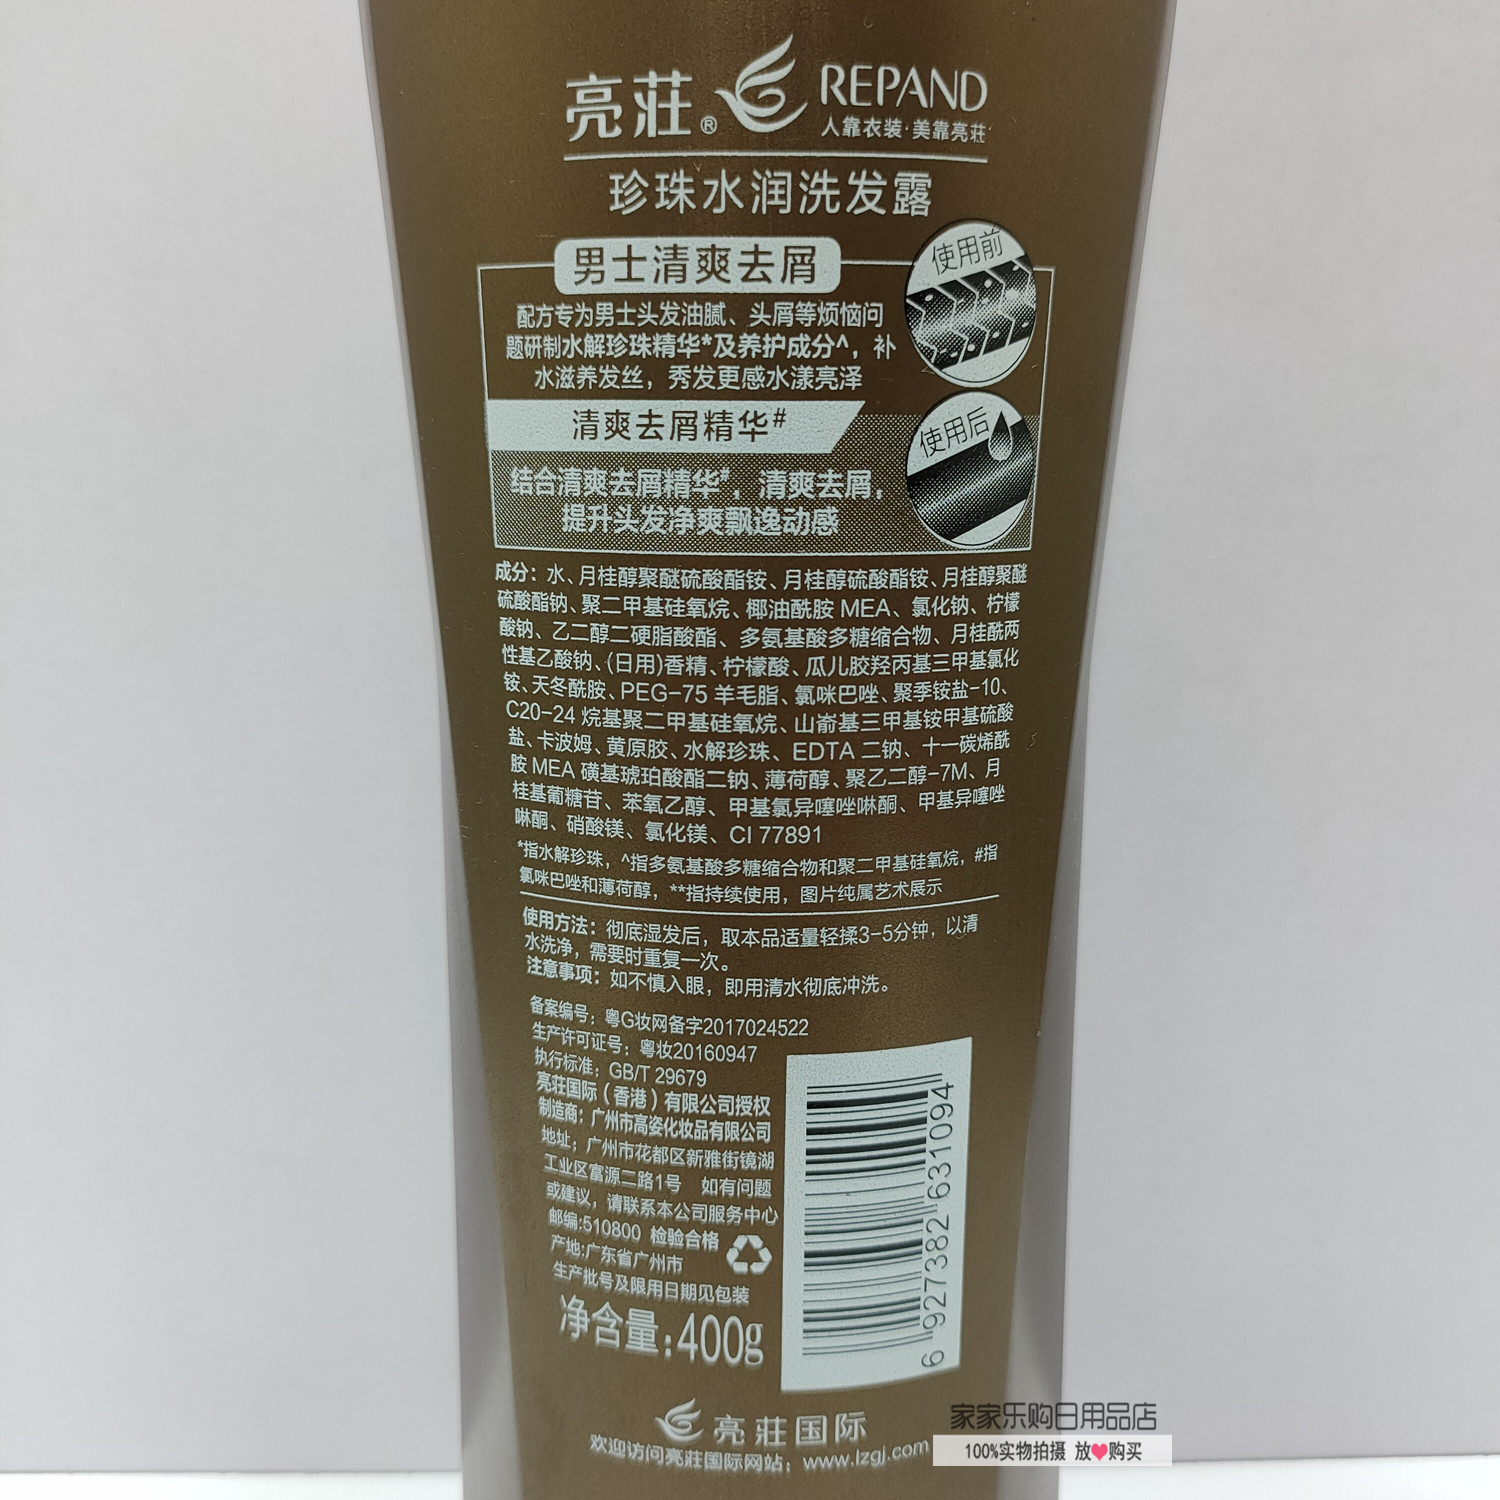 亮莊® REPAND
人靠衣装·美靠亮莊
珍珠水润洗发露
男士清爽去屑
使用前
配方专为男士头发油腻、头屑等烦恼问
题研制水解珍珠精华*及养护成分^，补
水滋养发丝，秀发更感水漾亮泽
清爽去屑精华#
使用后
结合清爽去屑精华#，清爽去屑，
提升头发净爽飘逸动感
成分：水、月桂醇聚醚硫酸酯铵、月桂醇硫酸酯铵、月桂醇聚醚
硫酸酯钠、聚二甲基硅氧烷、椰油酰胺 MEA、氯化钠、柠檬
酸钠、乙二醇二硬脂酸酯、多氨基酸多糖缩合物、月桂酰两
性基乙酸钠、(日用)香精、柠檬酸、瓜儿胶羟丙基三甲基氯化
铵、天冬酰胺、PEG-75 羊毛脂、氯咪巴唑、聚季铵盐-10、
C20-24 烷基聚二甲基硅氧烷、山嵛基三甲基铵甲基硫酸
盐、卡波姆、黄原胶、水解珍珠、EDTA 二钠、十一碳烯酰
胺 MEA 磺基琥珀酸酯二钠、薄荷醇、聚乙二醇-7M、月
桂基葡糖苷、苯氧乙醇、甲基氯异噻唑啉酮、甲基异噻唑
啉酮、硝酸镁、氯化镁、CI 77891
*指水解珍珠，^指多氨基酸多糖缩合物和聚二甲基硅氧烷，#指
氯咪巴唑和薄荷醇，**指持续使用，图片纯属艺术展示
使用方法：彻底湿发后，取本品适量轻揉3-5分钟，以清
水洗净，需要时重复一次。
注意事项：如不慎入眼，即用清水彻底冲洗。
备案编号：粤G妆网备字2017024522
生产许可证号：粤妆20160947
执行标准：GB/T 29679
亮莊国际（香港）有限公司授权
制造商：广州市高姿化妆品有限公司
地址：广州市花都区新雅街镜湖
工业区富源二路1号 如有问题
或建议，请联系本公司服务中心
邮编:510800 检验合格
产地:广东省广州市
生产批号及限用日期见包装
净含量:400g
6 927382 631094
亮莊国际
欢迎访问亮莊国际网站：www.lzgj.com
家家乐购日用品店
100%实物拍摄 放❤购买